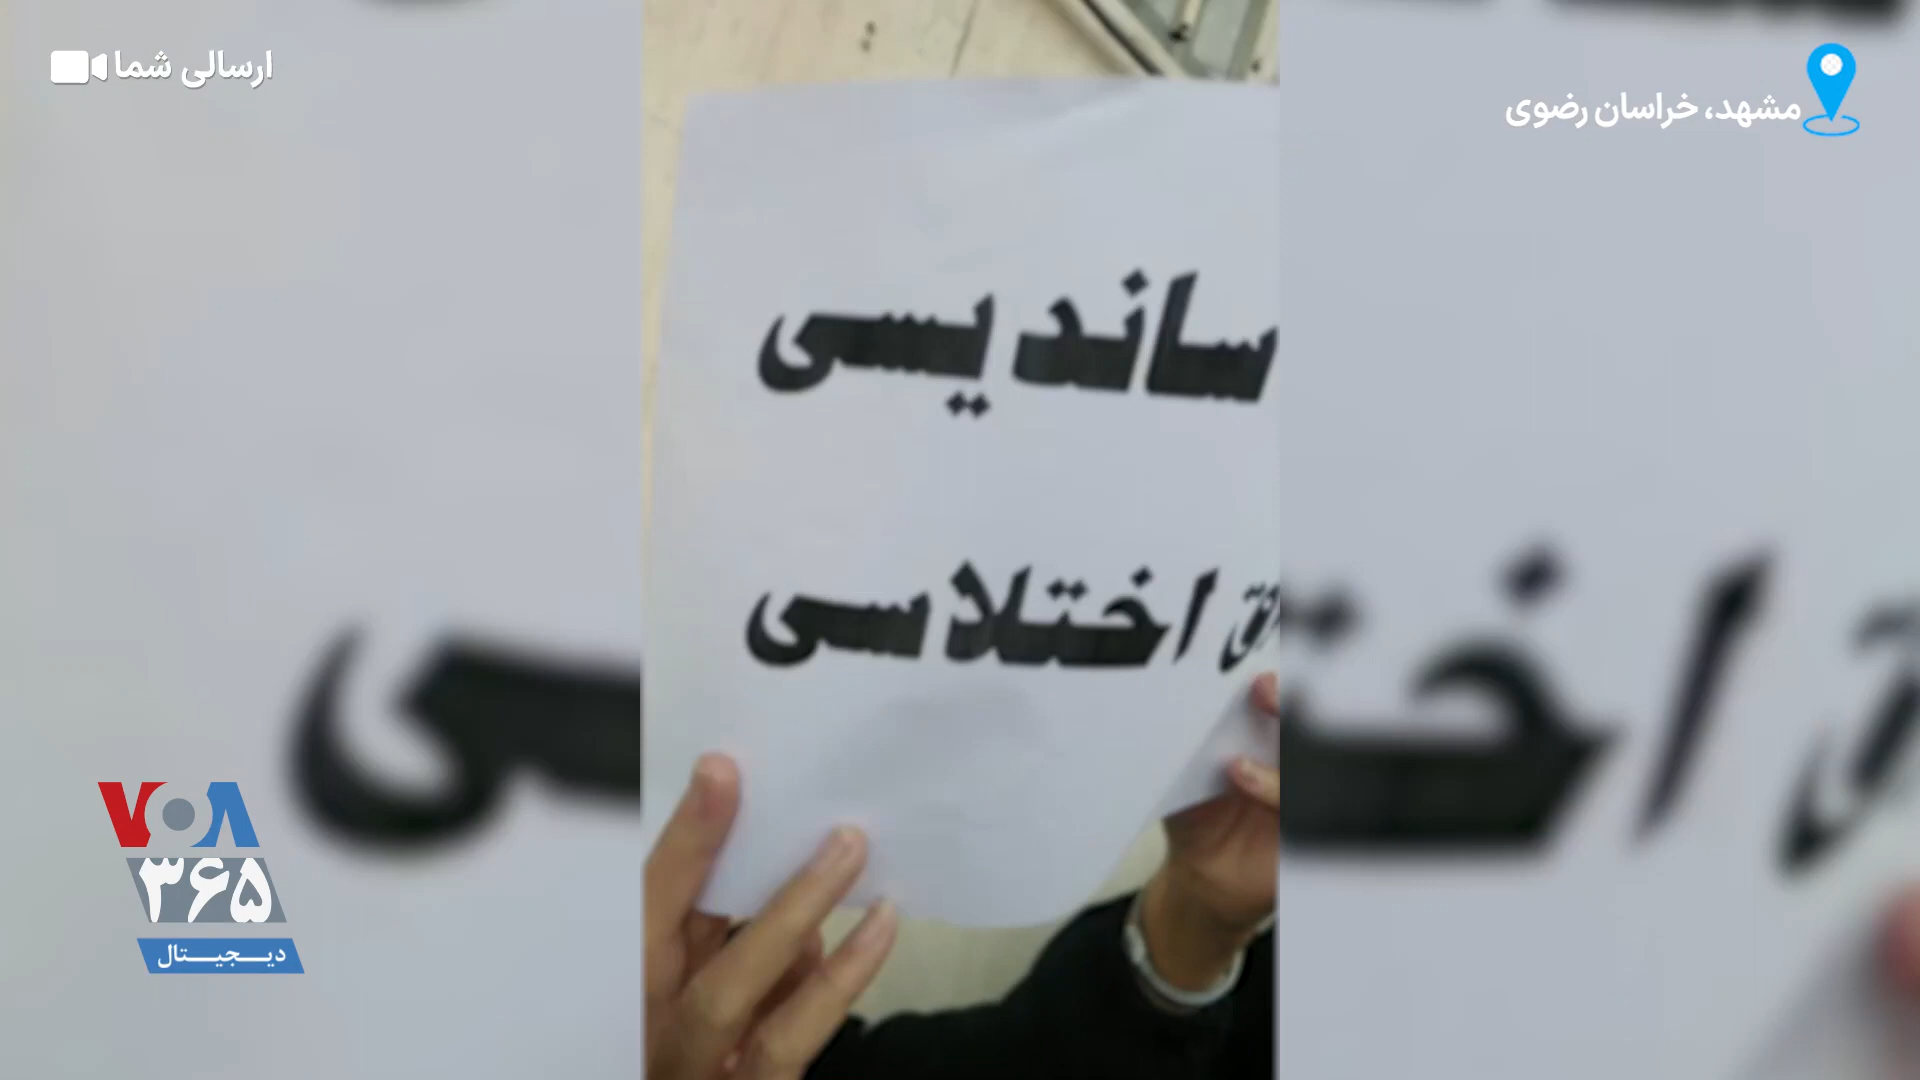 ارسالی شما
مشهد، خراسان رضوی
ساندیسی
اختلاسی
VOA
۳۶۵
دیجیتال